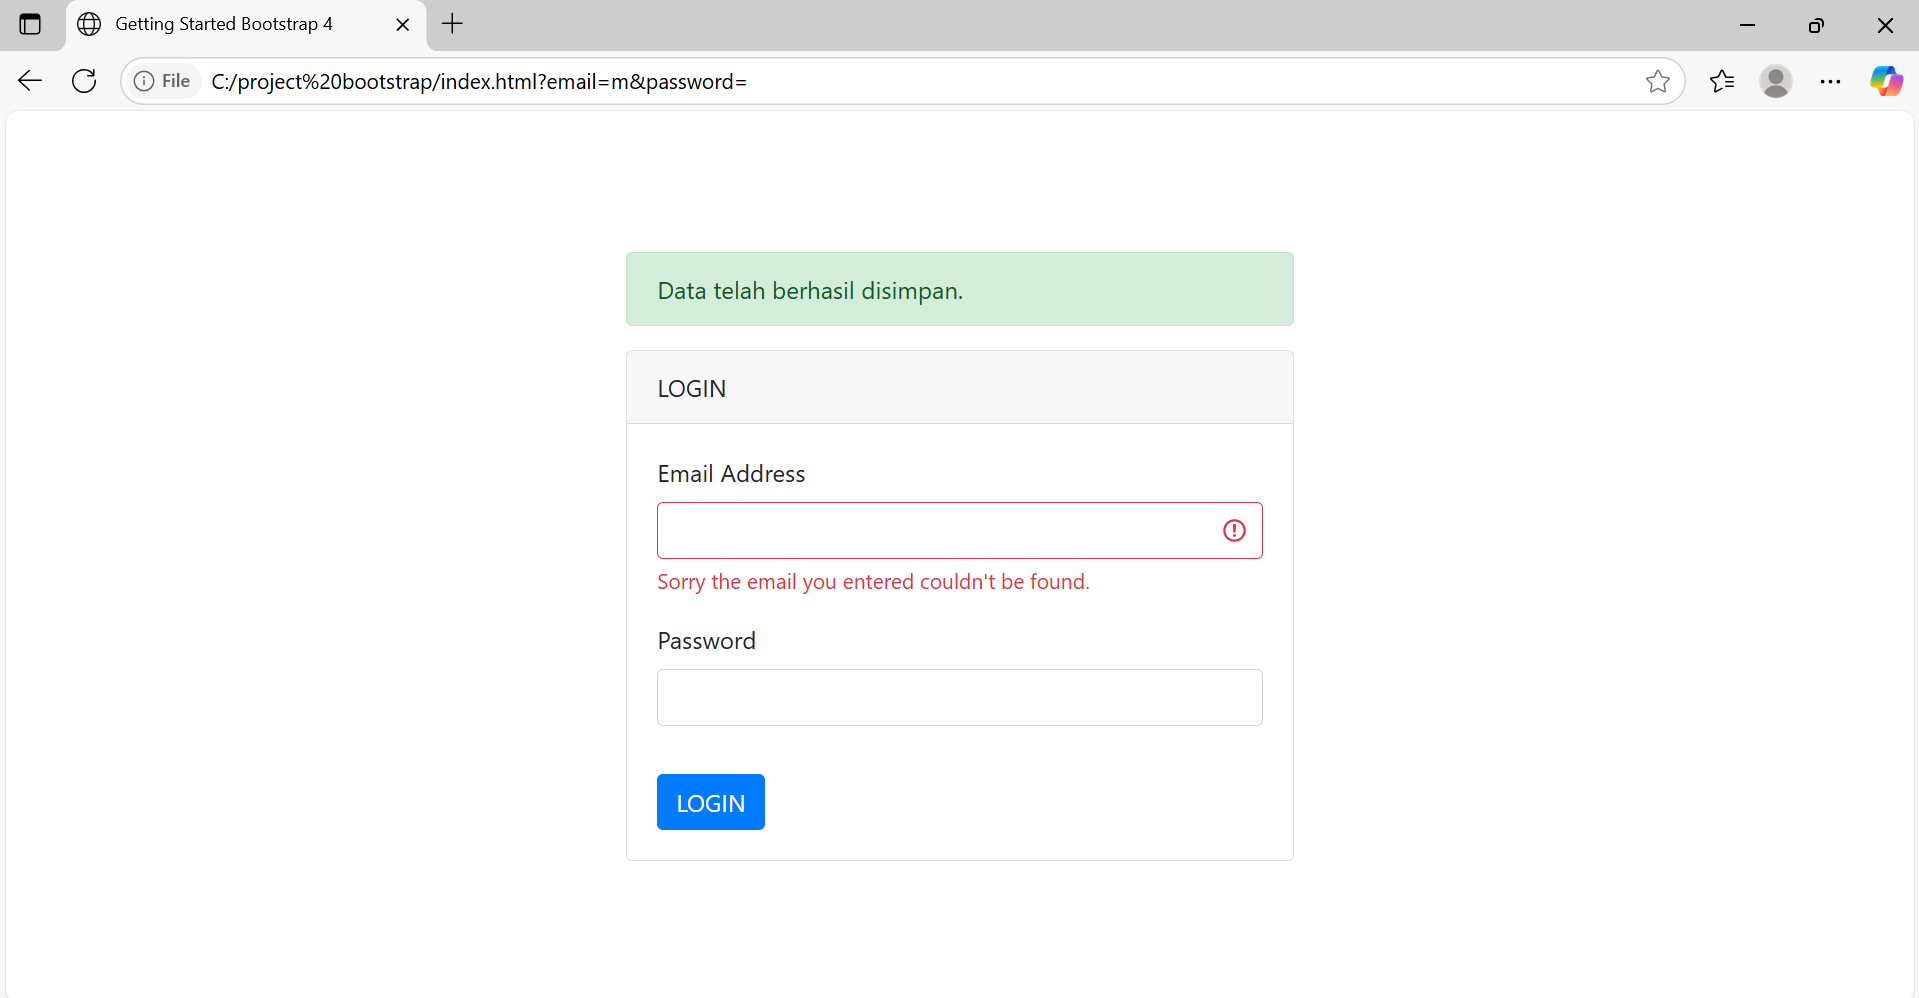 Getting Started Bootstrap 4
File C:/project%20bootstrap/index.html?email=m&password=
Data telah berhasil disimpan.
LOGIN
Email Address
Sorry the email you entered couldn't be found.
Password
LOGIN